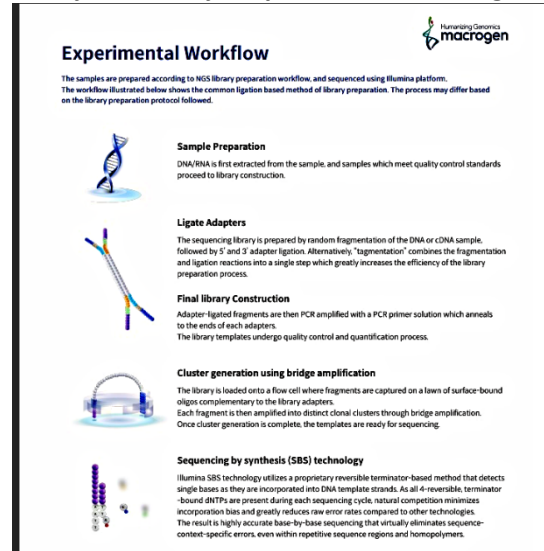 Humanizing Genomics
macrogen
Experimental Workflow
The samples are prepared according to NGS library preparation workflow, and sequenced using Illumina platform.
The workflow illustrated below shows the common ligation based method of library preparation. The process may differ based
on the library preparation protocol followed.
Sample Preparation
DNA/RNA is first extracted from the sample, and samples which meet quality control standards
proceed to library construction.
Ligate Adapters
The sequencing library is prepared by random fragmentation of the DNA or cDNA sample,
followed by 5' and 3' adapter ligation. Alternatively, "tagmentation" combines the fragmentation
and ligation reactions into a single step which greatly increases the efficiency of the library
preparation process.
Final library Construction
Adapter-ligated fragments are then PCR amplified with a PCR primer solution which anneals
to the ends of each adapters.
The library templates undergo quality control and quantification process.
Cluster generation using bridge amplification
The library is loaded onto a flow cell where fragments are captured on a lawn of surface-bound
oligos complementary to the library adapters.
Each fragment is then amplified into distinct clonal clusters through bridge amplification.
Once cluster generation is complete, the templates are ready for sequencing.
Sequencing by synthesis (SBS) technology
Illumina SBS technology utilizes a proprietary reversible terminator-based method that detects
single bases as they are incorporated into DNA template strands. As all 4-reversible, terminator
-bound dNTPs are present during each sequencing cycle, natural competition minimizes
incorporation bias and greatly reduces raw error rates compared to other technologies.
The result is highly accurate base-by-base sequencing that virtually eliminates sequence-
context-specific errors, even within repetitive sequence regions and homopolymers.